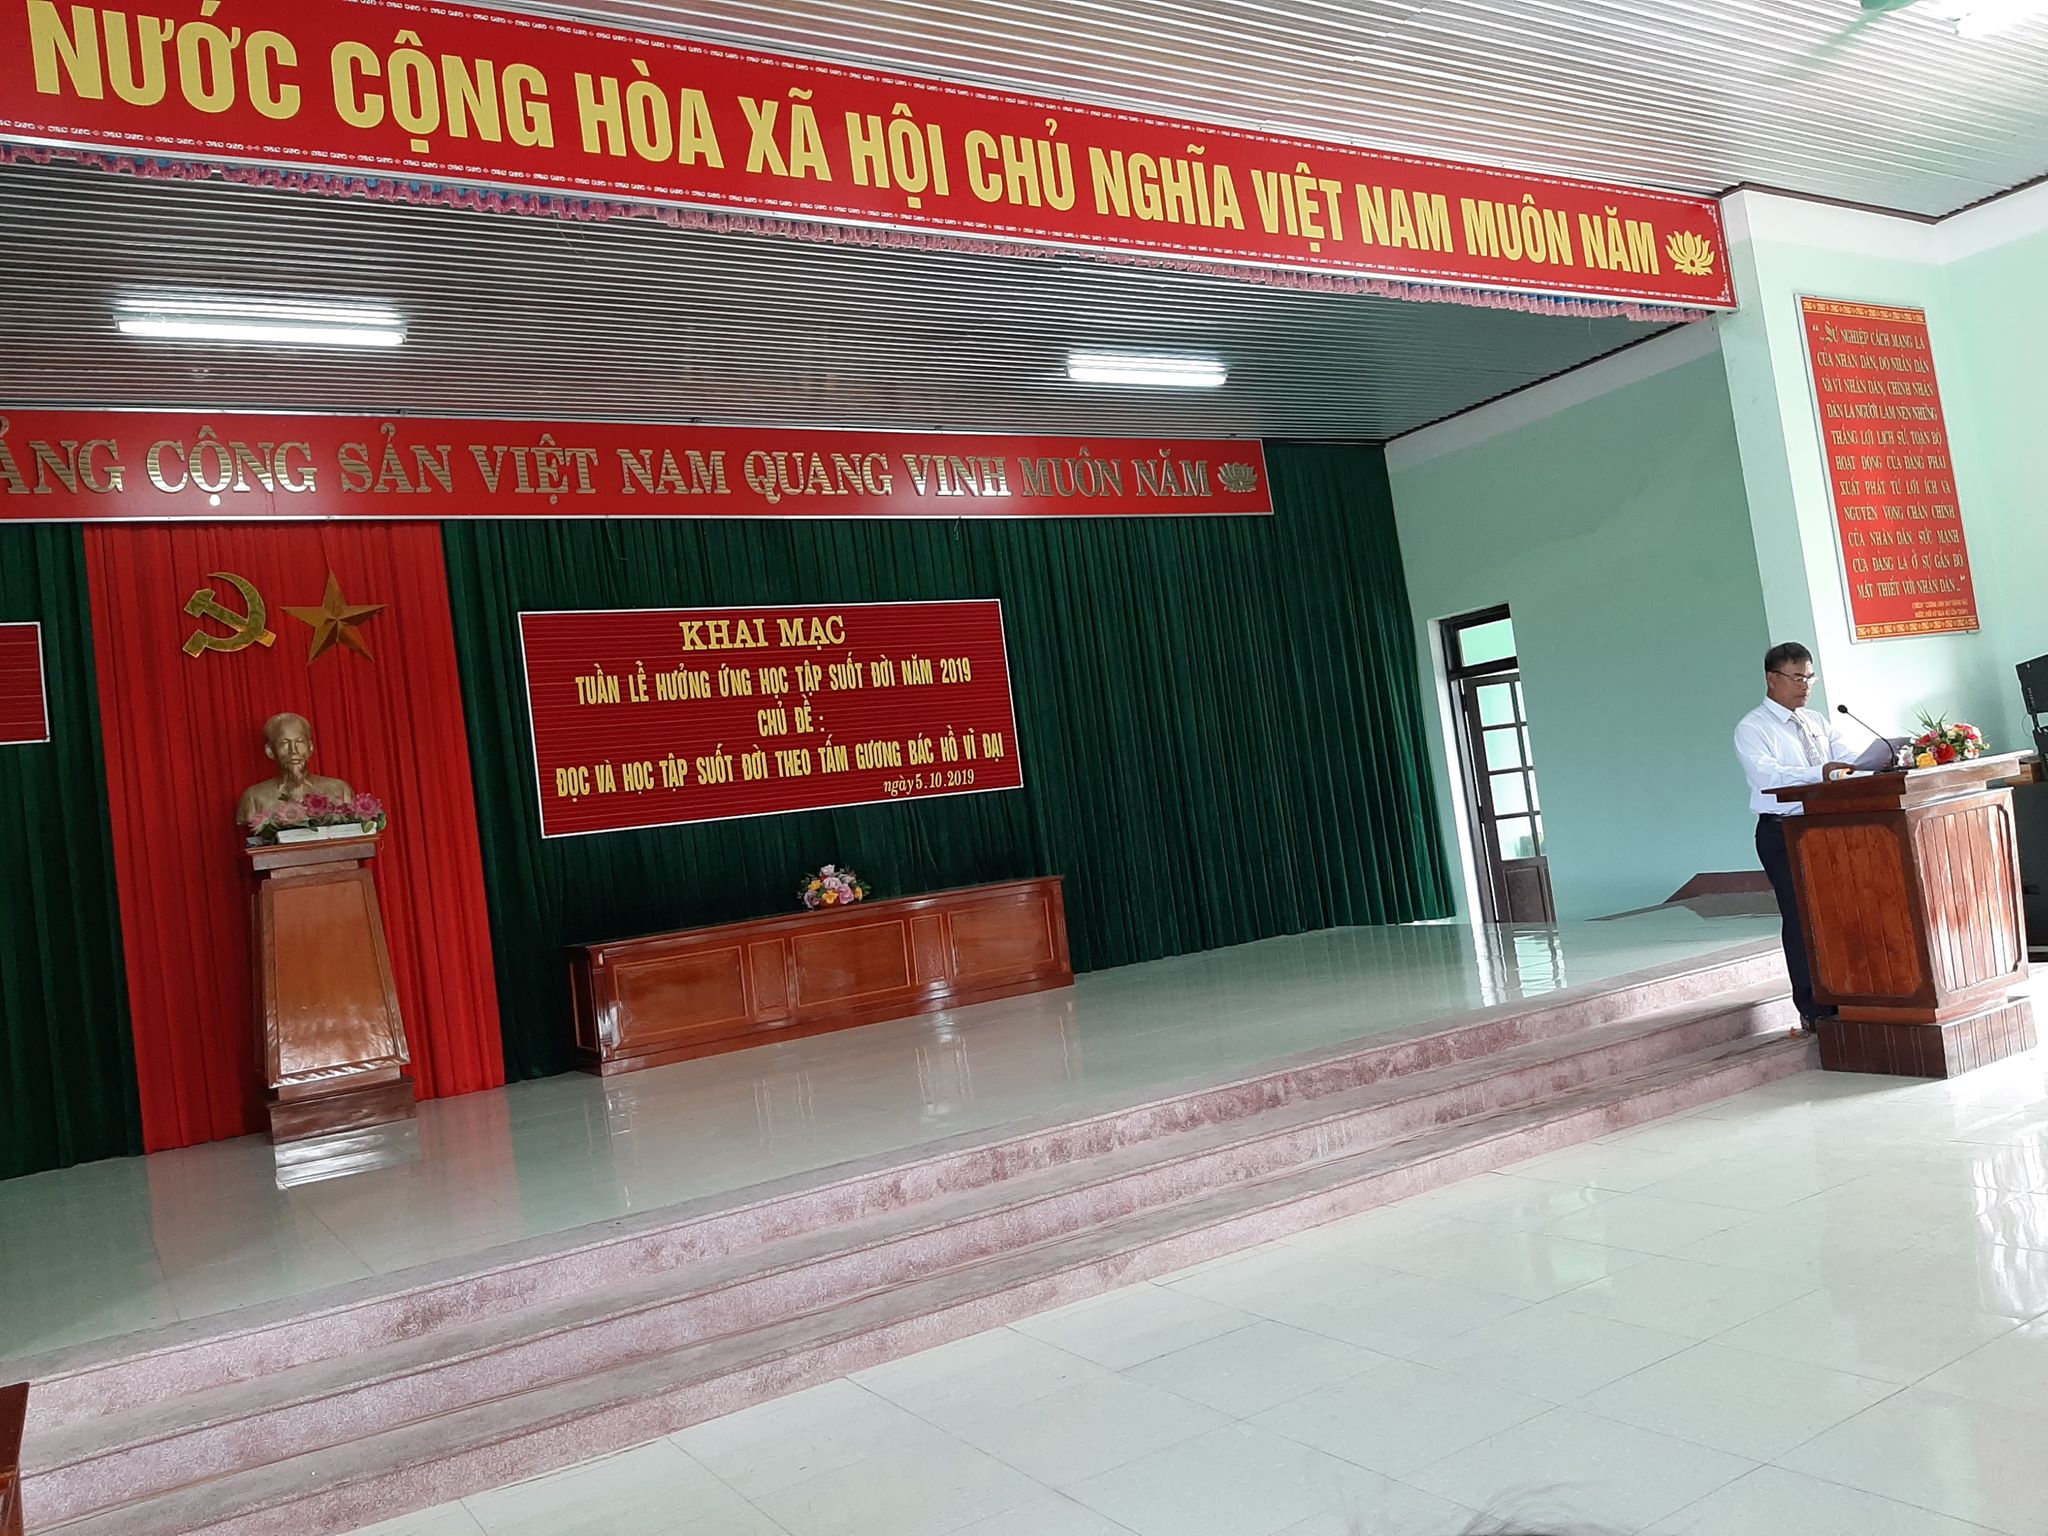 NƯỚC CỘNG HÒA XÃ HỘI CHỦ NGHĨA VIỆT NAM MUÔN NĂM
ẢNG CỘNG SẢN VIỆT NAM QUANG VINH MUÔN NĂM
KHAI MẠC
TUẦN LỄ HƯỞNG ỨNG HỌC TẬP SUỐT ĐỜI NĂM 2019
CHỦ ĐỀ :
ĐỌC VÀ HỌC TẬP SUỐT ĐỜI THEO TẤM GƯƠNG BÁC HỒ VĨ ĐẠI
ngày 5.10.2019
"...SỰ NGHIỆP CÁCH MẠNG LÀ
CỦA NHÂN DÂN, DO NHÂN DÂN
VÀ VÌ NHÂN DÂN, CHÍNH NHÂN
DÂN LÀ NGƯỜI LÀM NÊN NHỮNG
THẮNG LỢI LỊCH SỬ, TOÀN BỘ
HOẠT ĐỘNG CỦA ĐẢNG PHẢI
XUẤT PHÁT TỪ LỢI ÍCH VÀ
NGUYỆN VỌNG CHÂN CHÍNH
CỦA NHÂN DÂN. SỨC MẠNH
CỦA ĐẢNG LÀ Ở SỰ GẮN BÓ
MẬT THIẾT VỚI NHÂN DÂN..."